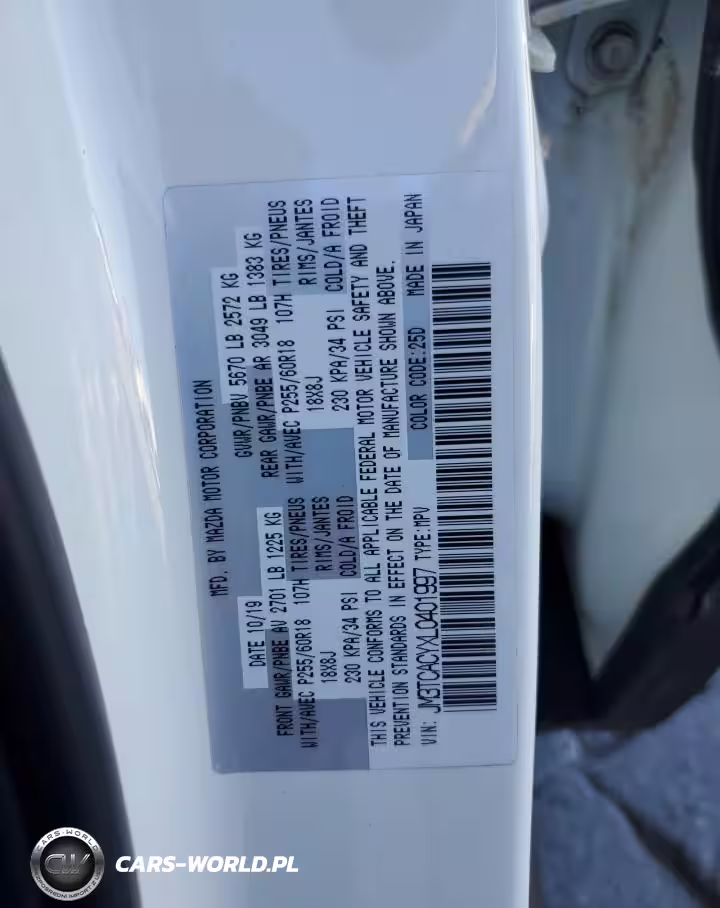 MFD. BY MAZDA MOTOR CORPORATION
DATE 10/19
GVWR/PNBV 5670 LB 2572 KG
FRONT GAWR/PNBE AV 2701 LB 1225 KG
REAR GAWR/PNBE AR 3049 LB 1383 KG
WITH/AVEC P255/60R18 107H TIRES/PNEUS
WITH/AVEC P255/60R18 107H TIRES/PNEUS
18X8J RIMS/JANTES
18X8J RIMS/JANTES
230 KPA/34 PSI COLD/A FROID
230 KPA/34 PSI COLD/A FROID
THIS VEHICLE CONFORMS TO ALL APPLICABLE FEDERAL MOTOR VEHICLE SAFETY AND THEFT
PREVENTION STANDARDS IN EFFECT ON THE DATE OF MANUFACTURE SHOWN ABOVE.
COLOR CODE:25D MADE IN JAPAN
VIN: JM3TCACYXL0401997 TYPE:MPV
CARS-WORLD
CW
CARS-WORLD.PL